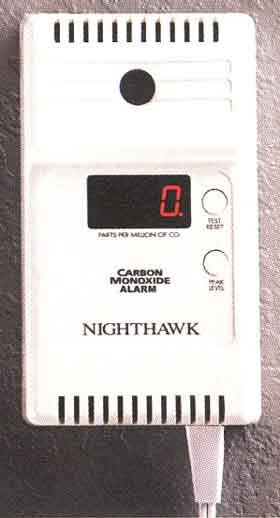 0.
TEST
RESET
PARTS PER MILLION OF CO
PEAK
LEVEL
CARBON
MONOXIDE
ALARM
NIGHTHAWK